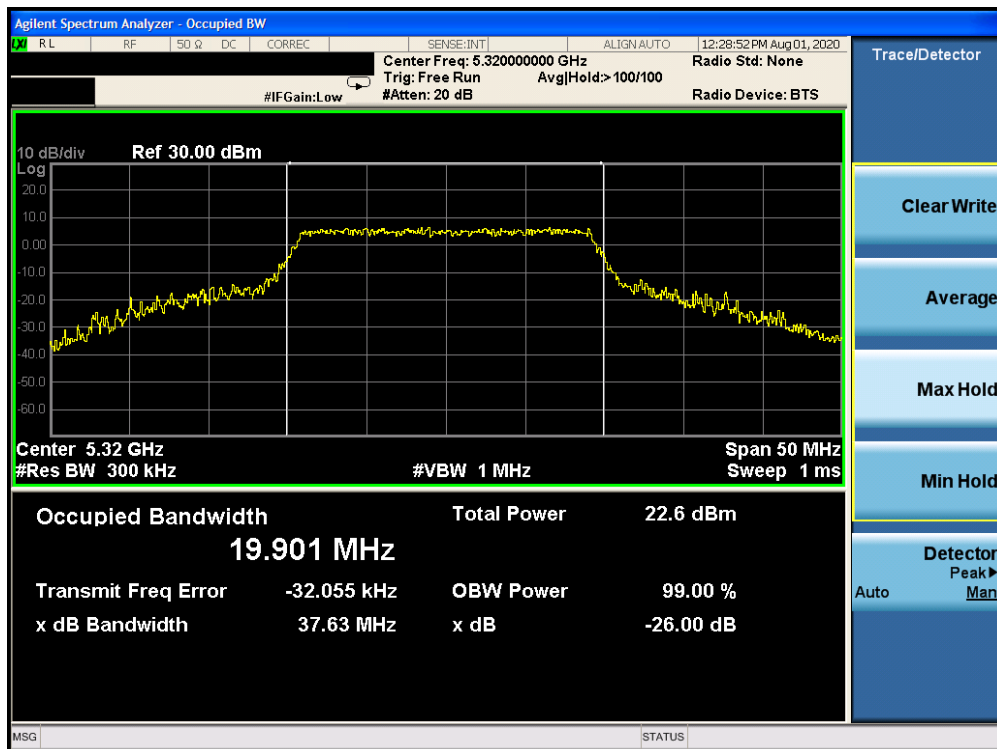 Agilent Spectrum Analyzer - Occupied BW
LXI RL RF 50 Ω DC CORREC SENSE:INT ALIGN AUTO 12:28:52 PM Aug 01, 2020
Center Freq: 5.320000000 GHz Radio Std: None
Trig: Free Run Avg|Hold:>100/100
#IFGain:Low #Atten: 20 dB Radio Device: BTS
10 dB/div Ref 30.00 dBm
Log
20.0
10.0
0.00
-10.0
-20.0
-30.0
-40.0
-50.0
-60.0
Center 5.32 GHz Span 50 MHz
#Res BW 300 kHz #VBW 1 MHz Sweep 1 ms
Occupied Bandwidth Total Power 22.6 dBm
19.901 MHz
Transmit Freq Error -32.055 kHz OBW Power 99.00 %
x dB Bandwidth 37.63 MHz x dB -26.00 dB
MSG STATUS
Trace/Detector
Clear Write
Average
Max Hold
Min Hold
Detector
Peak▶
Auto Man